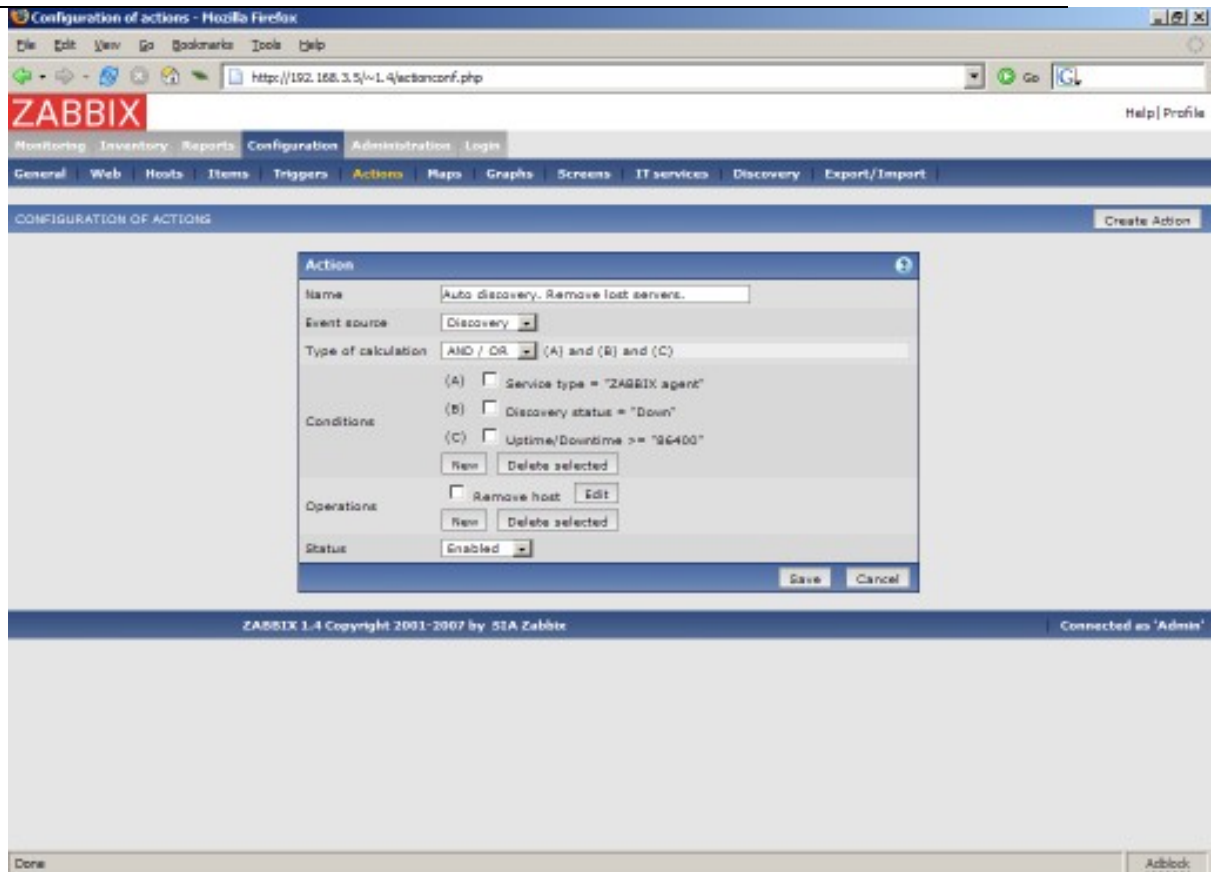 Configuration of actions - Mozilla Firefox
File Edit View Go Bookmarks Tools Help
http://192.168.3.5/~1.4/actionconf.php Go
ZABBIX
Help | Profile
Monitoring Inventory Reports Configuration Administration Login
General Web Hosts Items Triggers Actions Maps Graphs Screens IT services Discovery Export/Import
CONFIGURATION OF ACTIONS Create Action
Action
Name Auto discovery. Remove lost servers.
Event source Discovery
Type of calculation AND / OR (A) and (B) and (C)
Conditions
(A) Service type = "ZABBIX agent"
(B) Discovery status = "Down"
(C) Uptime/Downtime >= "86400"
New Delete selected
Operations
Remove host Edit
New Delete selected
Status Enabled
Save Cancel
ZABBIX 1.4 Copyright 2001-2007 by SIA Zabbix Connected as 'Admin'
Done Adblock